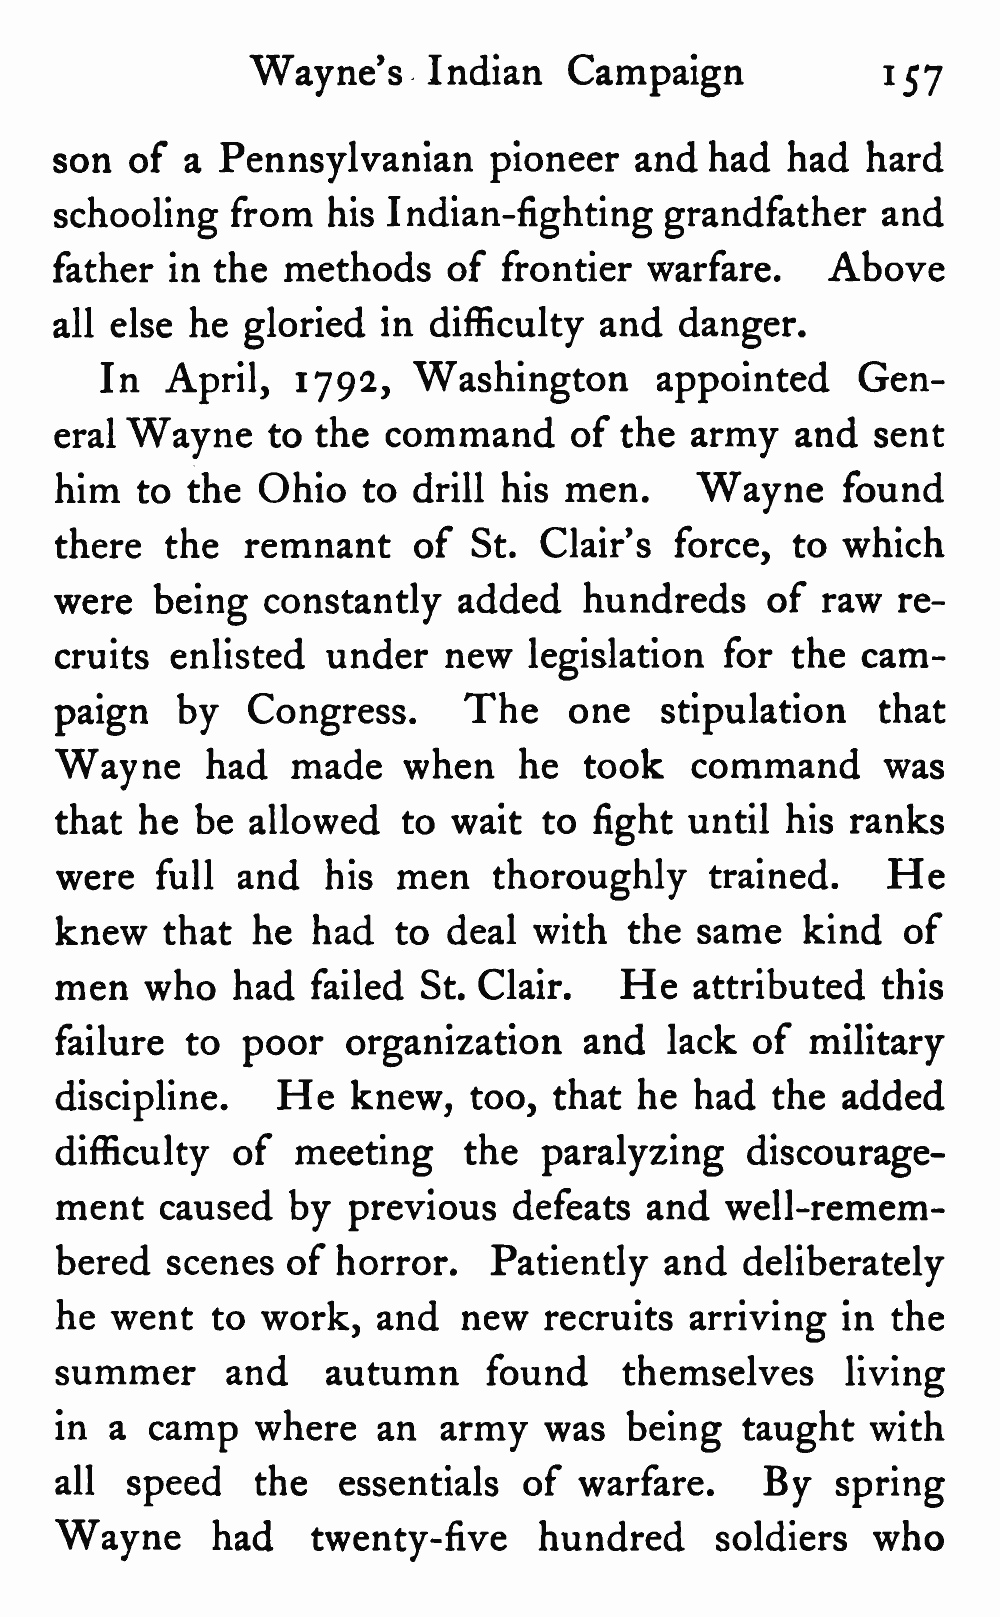 Wayne's Indian Campaign 157
son of a Pennsylvanian pioneer and had had hard
schooling from his Indian-fighting grandfather and
father in the methods of frontier warfare. Above
all else he gloried in difficulty and danger.
In April, 1792, Washington appointed Gen-
eral Wayne to the command of the army and sent
him to the Ohio to drill his men. Wayne found
there the remnant of St. Clair's force, to which
were being constantly added hundreds of raw re-
cruits enlisted under new legislation for the cam-
paign by Congress. The one stipulation that
Wayne had made when he took command was
that he be allowed to wait to fight until his ranks
were full and his men thoroughly trained. He
knew that he had to deal with the same kind of
men who had failed St. Clair. He attributed this
failure to poor organization and lack of military
discipline. He knew, too, that he had the added
difficulty of meeting the paralyzing discourage-
ment caused by previous defeats and well-remem-
bered scenes of horror. Patiently and deliberately
he went to work, and new recruits arriving in the
summer and autumn found themselves living
in a camp where an army was being taught with
all speed the essentials of warfare. By spring
Wayne had twenty-five hundred soldiers who